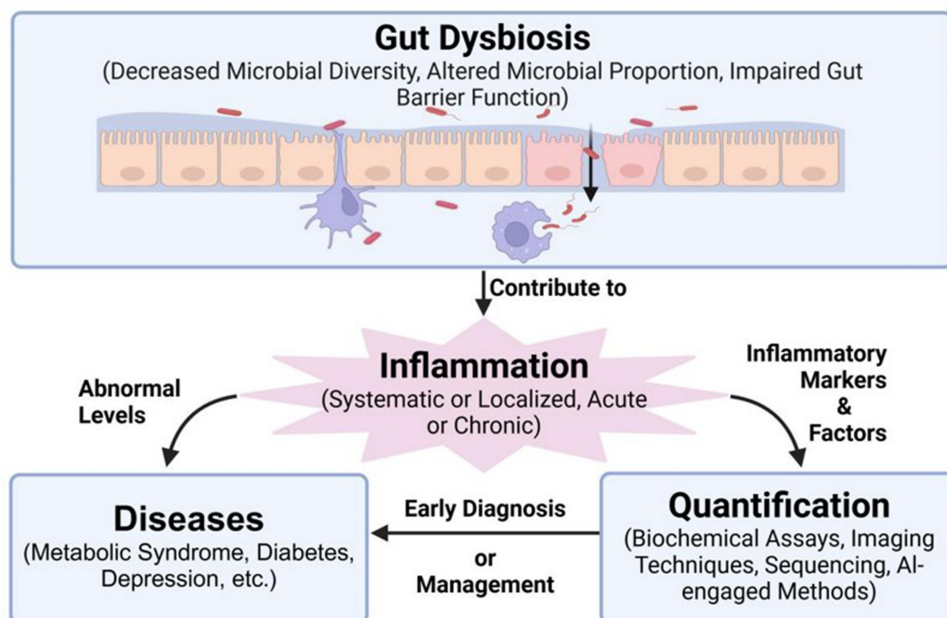 Gut Dysbiosis
(Decreased Microbial Diversity, Altered Microbial Proportion, Impaired Gut
Barrier Function)
Contribute to
Inflammation
(Systematic or Localized, Acute
or Chronic)
Abnormal
Levels
Inflammatory
Markers
&
Factors
Diseases
(Metabolic Syndrome, Diabetes,
Depression, etc.)
Early Diagnosis
or
Management
Quantification
(Biochemical Assays, Imaging
Techniques, Sequencing, AI-
engaged Methods)